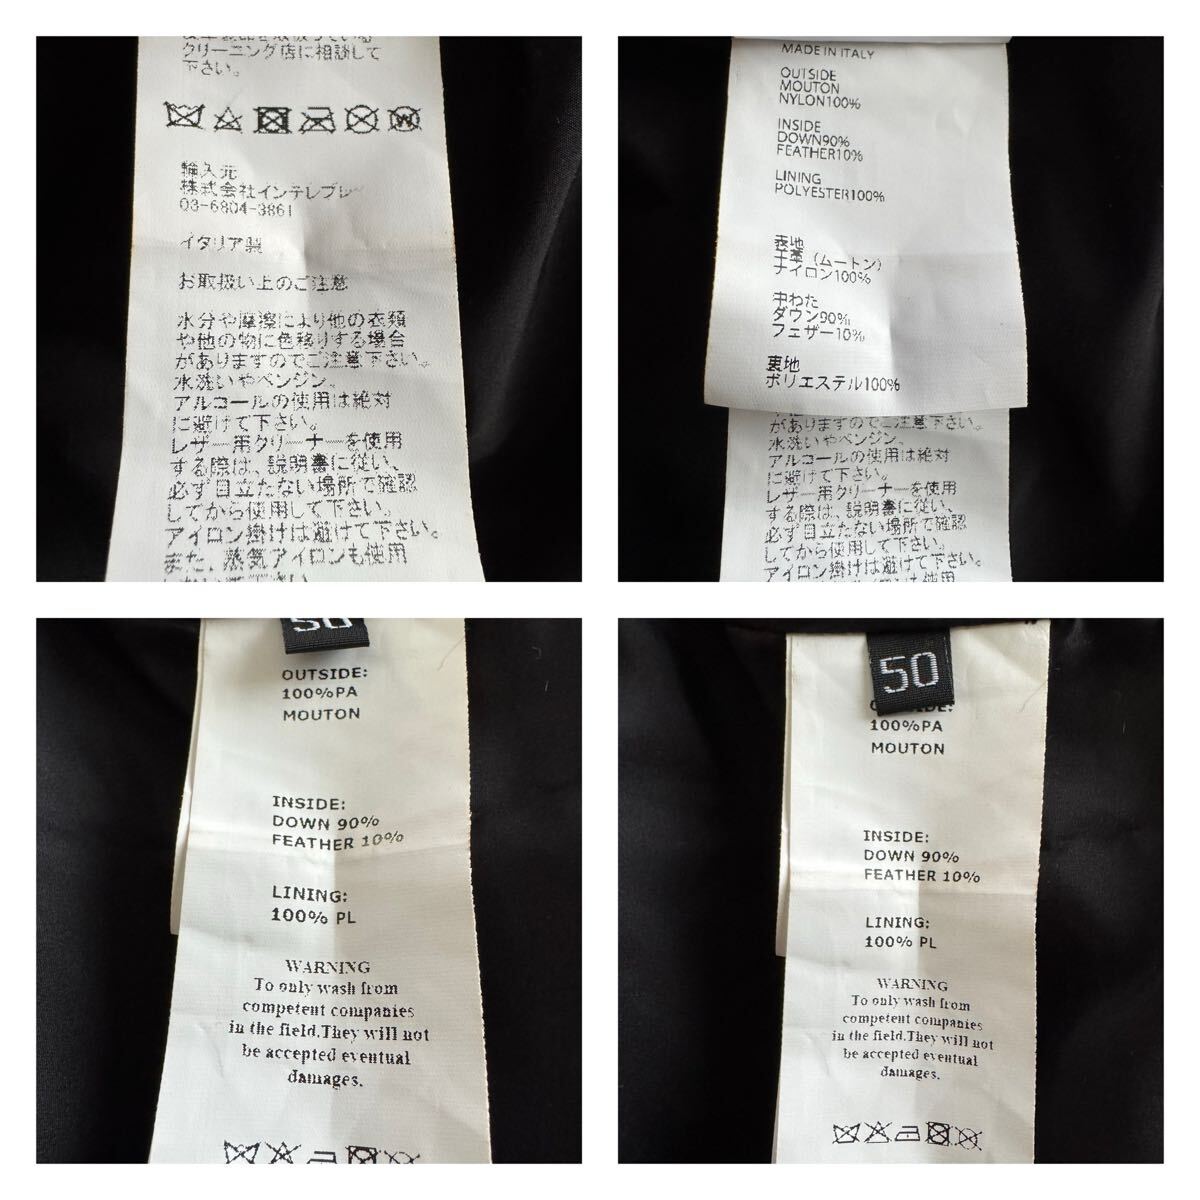 クリーニング店に相談して
下さい。
輸入元
株式会社インテレプレ
03-6804-3861
イタリア製
お取扱い上のご注意
水分や摩擦により他の衣類
や他の物に色移りする場合
がありますのでご注意下さい。
水洗いやベンジン、
アルコールの使用は絶対
に避けて下さい。
レザー用クリーナーを使用
する際は、説明書に従い、
必ず目立たない場所で確認
してから使用して下さい。
アイロン掛けは避けて下さい。
また、蒸気アイロンも使用
MADE IN ITALY
OUTSIDE
MOUTON
NYLON100%
INSIDE
DOWN90%
FEATHER10%
LINING
POLYESTER100%
表地
羊革 (ムートン)
ナイロン100%
中わた
ダウン90%
フェザー10%
裏地
ポリエステル100%
がありますのでご注意下さい。
水洗いやベンジン、
アルコールの使用は絶対
に避けて下さい。
レザー用クリーナーを使用
する際は、説明書に従い、
必ず目立たない場所で確認
してから使用して下さい。
アイロン掛けは避けて下さい。
50
OUTSIDE:
100%PA
MOUTON
INSIDE:
DOWN 90%
FEATHER 10%
LINING:
100% PL
WARNING
To only wash from
competent companies
in the field.They will not
be accepted eventual
damages.
50
100%PA
MOUTON
INSIDE:
DOWN 90%
FEATHER 10%
LINING:
100% PL
WARNING
To only wash from
competent companies
in the field.They will not
be accepted eventual
damages.